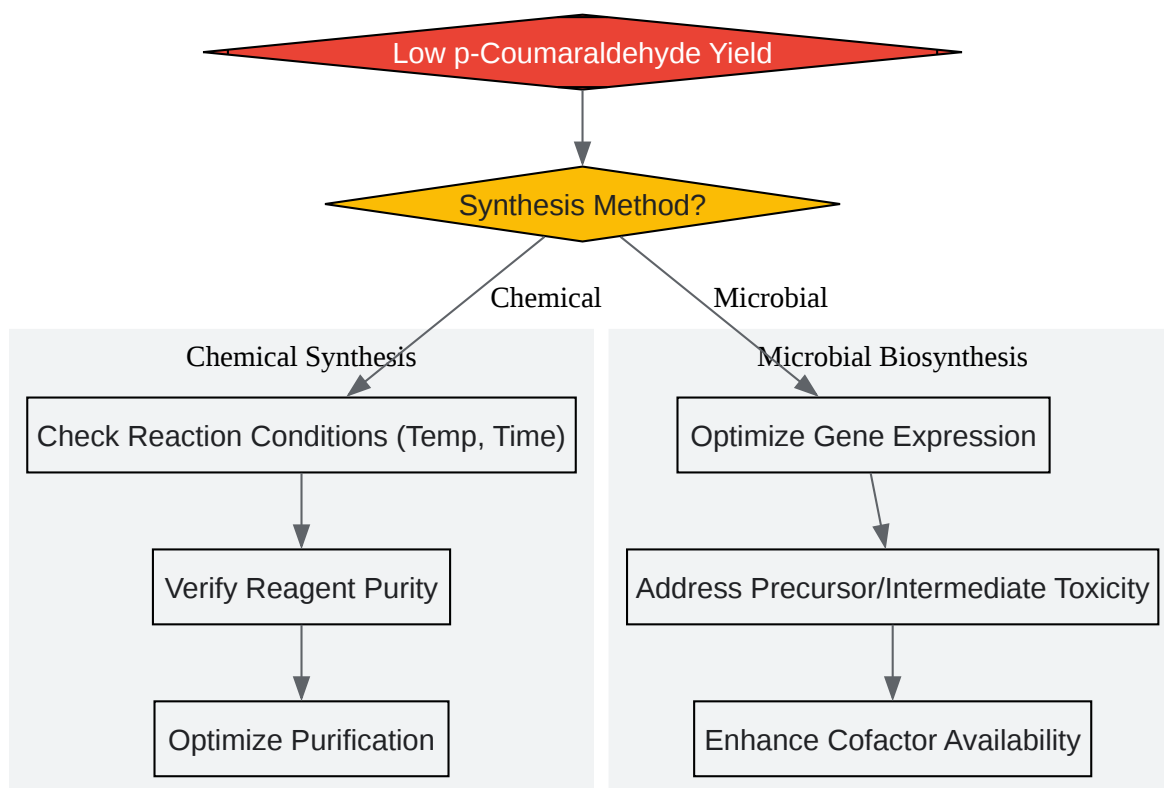 Low p-Coumaraldehyde Yield
Synthesis Method?
Chemical
Microbial
Chemical Synthesis
Check Reaction Conditions (Temp, Time)
Verify Reagent Purity
Optimize Purification
Microbial Biosynthesis
Optimize Gene Expression
Address Precursor/Intermediate Toxicity
Enhance Cofactor Availability